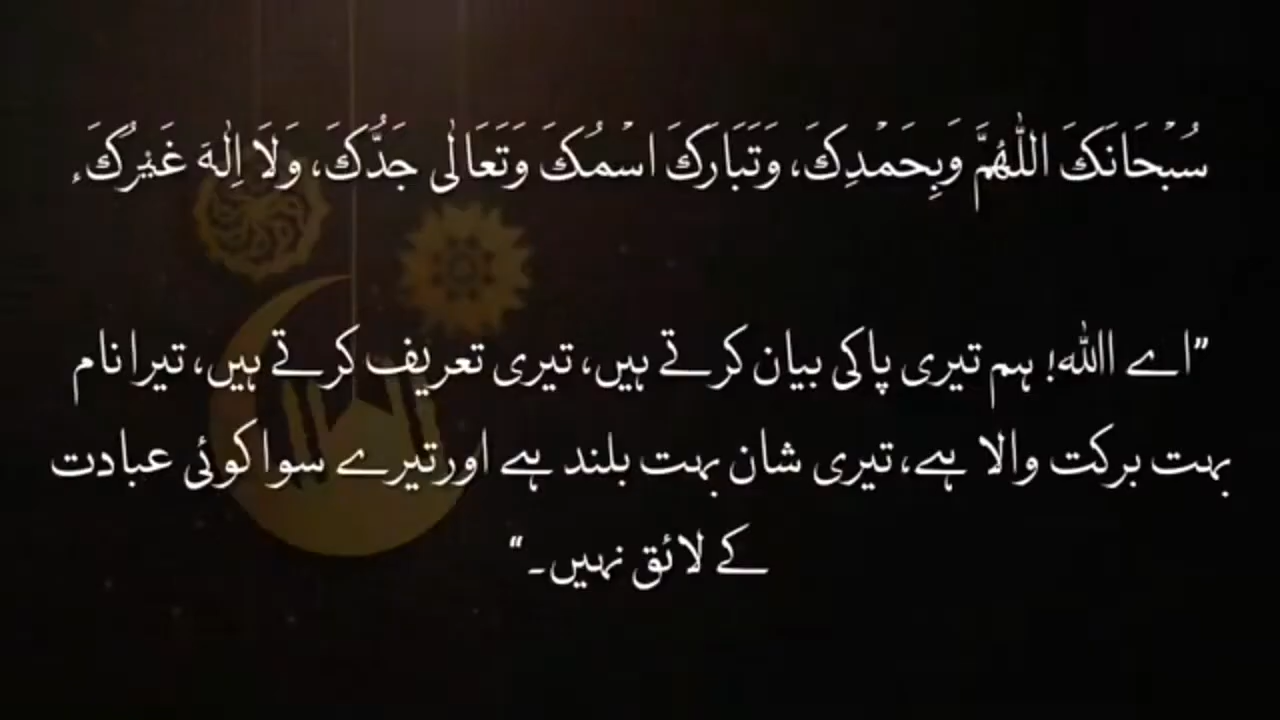 سُبْحَانَكَ اللّٰهُمَّ وَبِحَمْدِكَ، وَتَبَارَكَ اسْمُكَ وَتَعَالٰی جَدُّكَ، وَلَا اِلٰهَ غَيْرُكَ ۔
”اے اﷲ! ہم تیری پاکی بیان کرتے ہیں، تیری تعریف کرتے ہیں، تیرا نام
بہت برکت والا ہے، تیری شان بہت بلند ہے اور تیرے سوا کوئی عبادت
کے لائق نہیں۔“